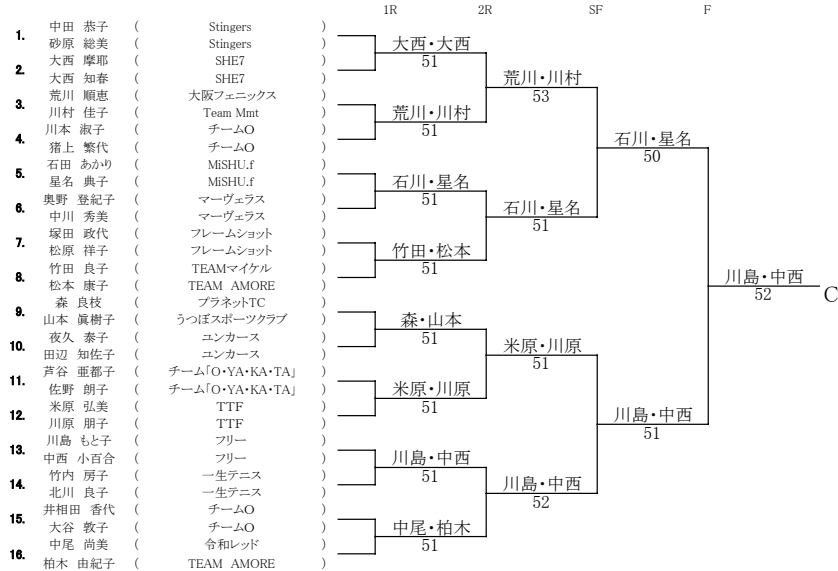 1R 2R SF F
1. 中田 恭子 ( Stingers )
砂原 総美 ( Stingers )
2. 大西 摩耶 ( SHE7 )
大西 知春 ( SHE7 )
3. 荒川 順恵 ( 大阪フェニックス )
川村 佳子 ( Team Mmt )
4. 川本 淑子 ( チームO )
猪上 繁代 ( チームO )
5. 石田 あかり ( MiSHU.f )
星名 典子 ( MiSHU.f )
6. 奥野 登紀子 ( マーヴェラス )
中川 秀美 ( マーヴェラス )
7. 塚田 政代 ( フレームショット )
松原 祥子 ( フレームショット )
8. 竹田 良子 ( TEAMマイケル )
松本 康子 ( TEAM AMORE )
9. 森 良枝 ( プラネットTC )
山本 眞樹子 ( うつぼスポーツクラブ )
10. 夜久 泰子 ( ユンカース )
田辺 知佐子 ( ユンカース )
11. 芦谷 亜都子 ( チーム「O・YA・KA・TA」 )
佐野 朗子 ( チーム「O・YA・KA・TA」 )
12. 米原 弘美 ( TTF )
川原 朋子 ( TTF )
13. 川島 もと子 ( フリー )
中西 小百合 ( フリー )
14. 竹内 房子 ( 一生テニス )
北川 良子 ( 一生テニス )
15. 井相田 香代 ( チームO )
大谷 敦子 ( チームO )
16. 中尾 尚美 ( 令和レッド )
柏木 由紀子 ( TEAM AMORE )
大西・大西
51
荒川・川村
51
石川・星名
51
竹田・松本
51
森・山本
51
米原・川原
51
川島・中西
51
中尾・柏木
51
荒川・川村
53
石川・星名
51
米原・川原
51
川島・中西
52
石川・星名
50
川島・中西
51
川島・中西
52
C